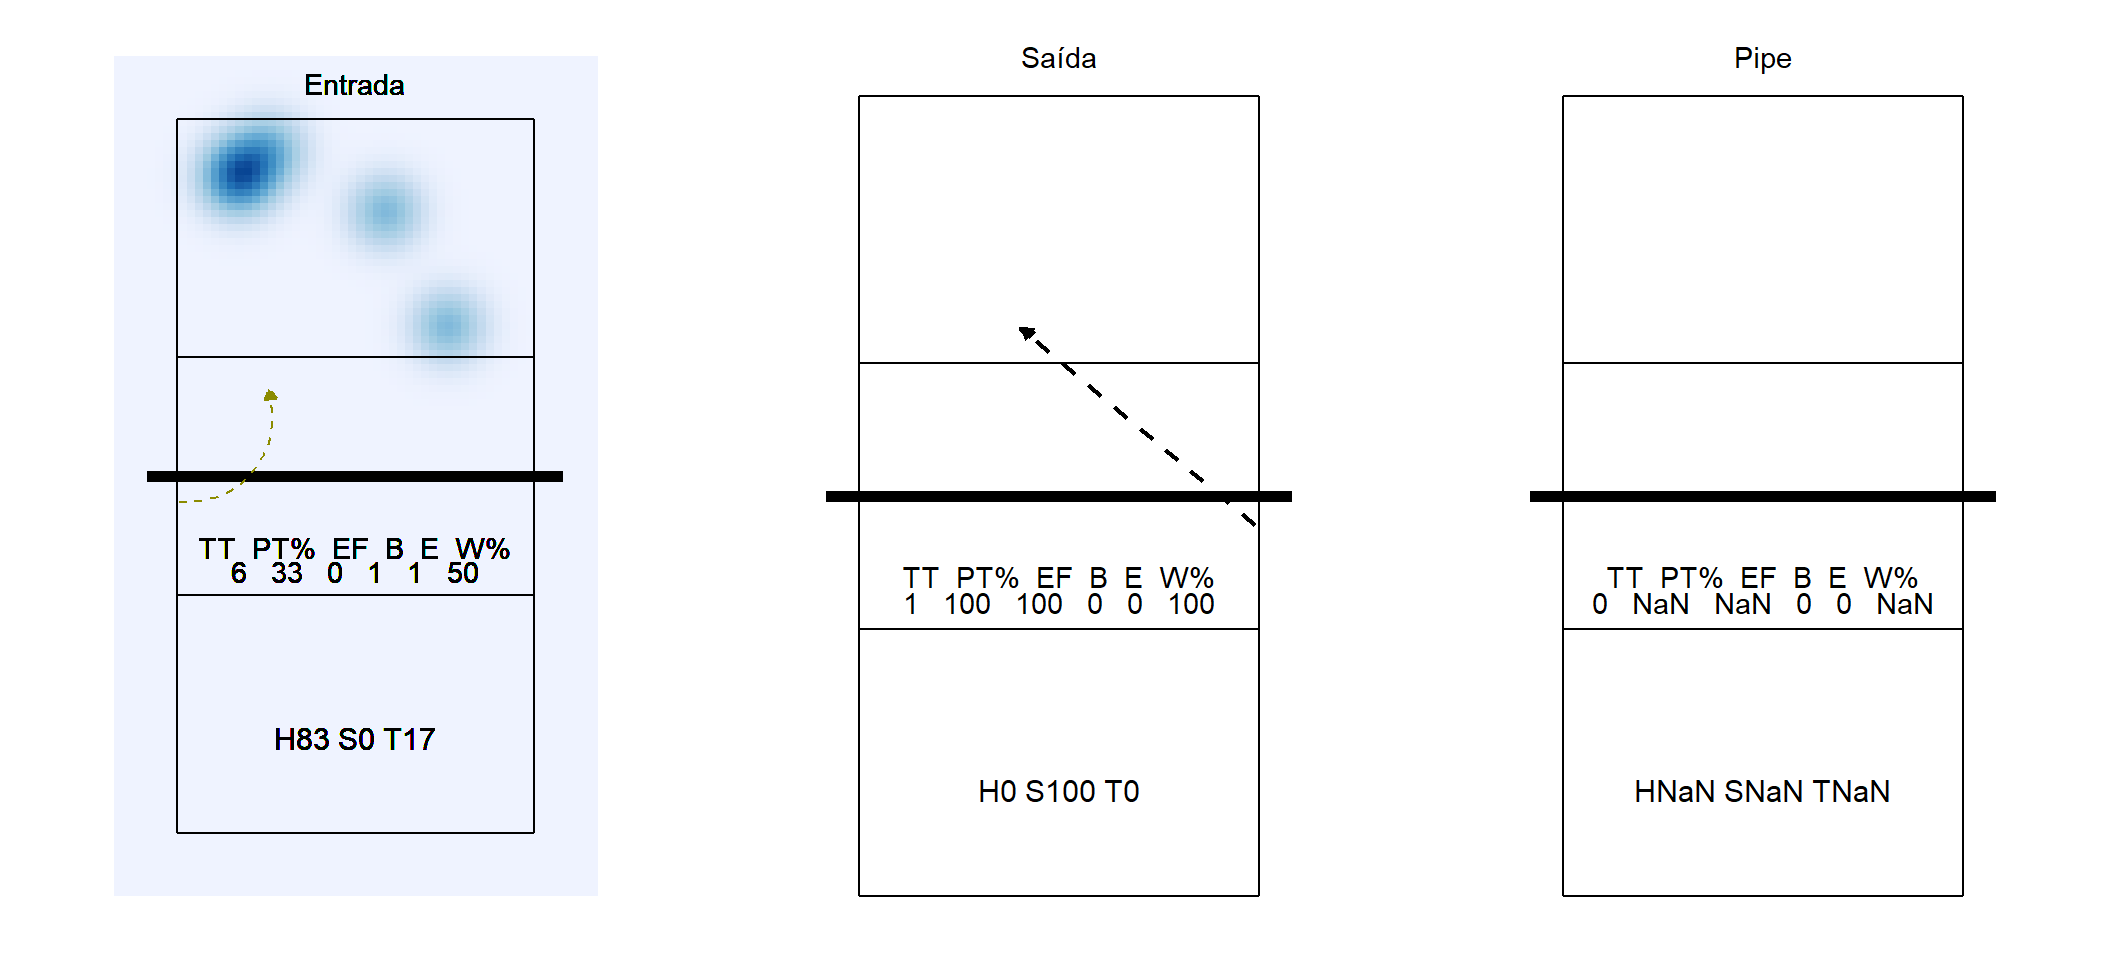 Entrada
TT PT% EF B E W%
6 33 0 1 1 50
H83 S0 T17
Saída
TT PT% EF B E W%
1 100 100 0 0 100
H0 S100 T0
Pipe
TT PT% EF B E W%
0 NaN NaN 0 0 NaN
HNaN SNaN TNaN